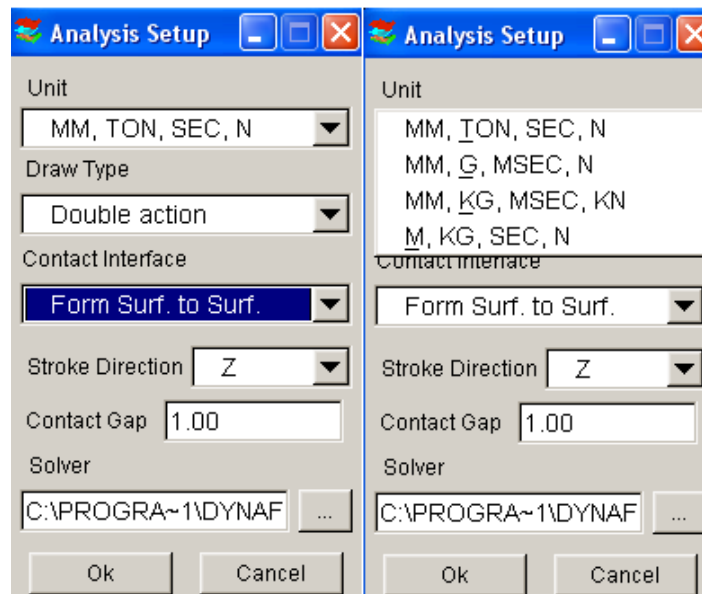 Analysis Setup
Unit
MM, TON, SEC, N
Draw Type
Double action
Contact Interface
Form Surf. to Surf.
Stroke Direction Z
Contact Gap 1.00
Solver
C:\PROGRA~1\DYNAF ...
Ok Cancel
Analysis Setup
Unit
MM, TON, SEC, N
MM, G, MSEC, N
MM, KG, MSEC, KN
M, KG, SEC, N
Contact Interface
Form Surf. to Surf.
Stroke Direction Z
Contact Gap 1.00
Solver
C:\PROGRA~1\DYNAF ...
Ok Cancel